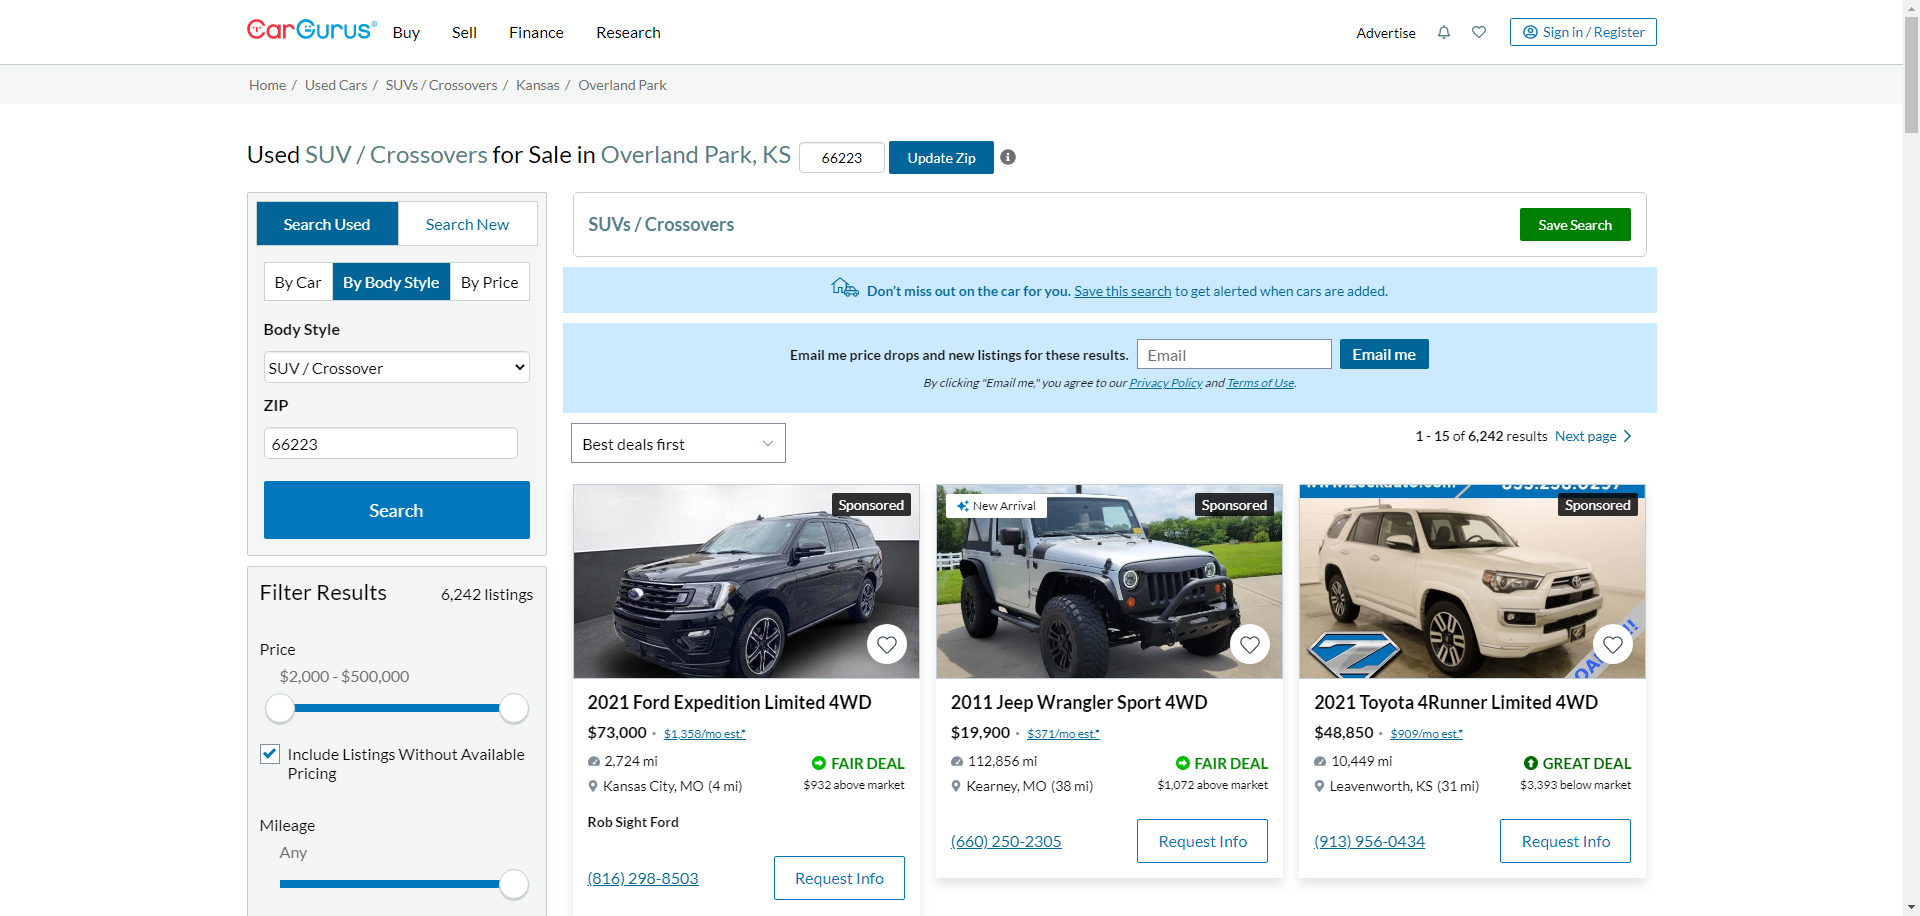 CarGurus
Buy
Sell
Finance
Research
Advertise
Sign in / Register
Home / Used Cars / SUVs / Crossovers / Kansas / Overland Park
Used SUV / Crossovers for Sale in Overland Park, KS
66223
Update Zip
Search Used
Search New
By Car
By Body Style
By Price
Body Style
SUV / Crossover
ZIP
66223
Search
Filter Results
6,242 listings
Price
$2,000 - $500,000
Include Listings Without Available
Pricing
Mileage
Any
SUVs / Crossovers
Save Search
Don't miss out on the car for you. Save this search to get alerted when cars are added.
Email me price drops and new listings for these results.
Email
Email me
By clicking "Email me," you agree to our Privacy Policy and Terms of Use.
Best deals first
1 - 15 of 6,242 results
Next page
Sponsored
2021 Ford Expedition Limited 4WD
$73,000 · $1,358/mo est.*
2,724 mi
FAIR DEAL
Kansas City, MO (4 mi)
$932 above market
Rob Sight Ford
(816) 298-8503
Request Info
New Arrival
Sponsored
2011 Jeep Wrangler Sport 4WD
$19,900 · $371/mo est.*
112,856 mi
FAIR DEAL
Kearney, MO (38 mi)
$1,072 above market
(660) 250-2305
Request Info
Sponsored
2021 Toyota 4Runner Limited 4WD
$48,850 · $909/mo est.*
10,449 mi
GREAT DEAL
Leavenworth, KS (31 mi)
$3,393 below market
(913) 956-0434
Request Info